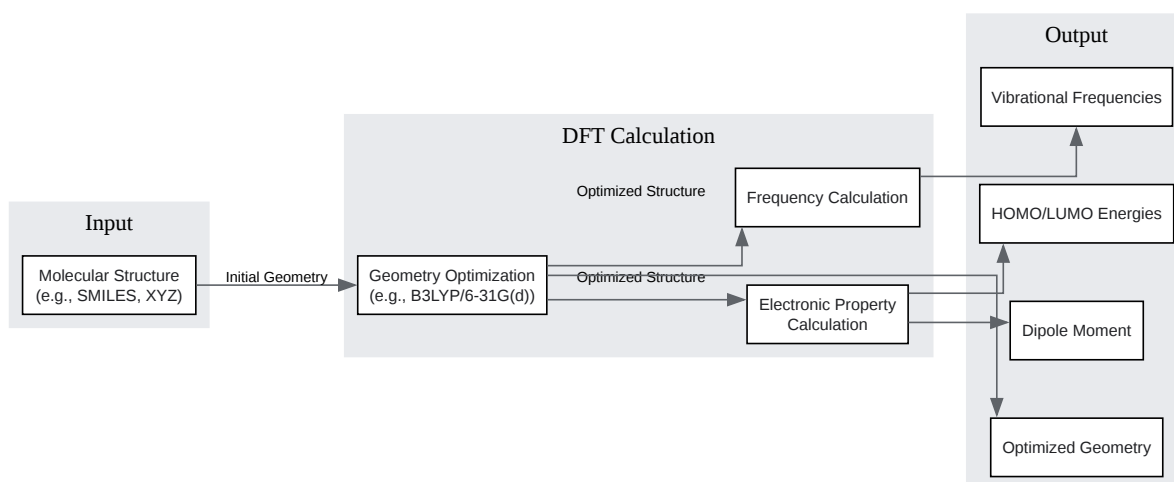 Input
Molecular Structure
(e.g., SMILES, XYZ)
Initial Geometry
DFT Calculation
Geometry Optimization
(e.g., B3LYP/6-31G(d))
Optimized Structure
Optimized Structure
Frequency Calculation
Electronic Property
Calculation
Output
Vibrational Frequencies
HOMO/LUMO Energies
Dipole Moment
Optimized Geometry